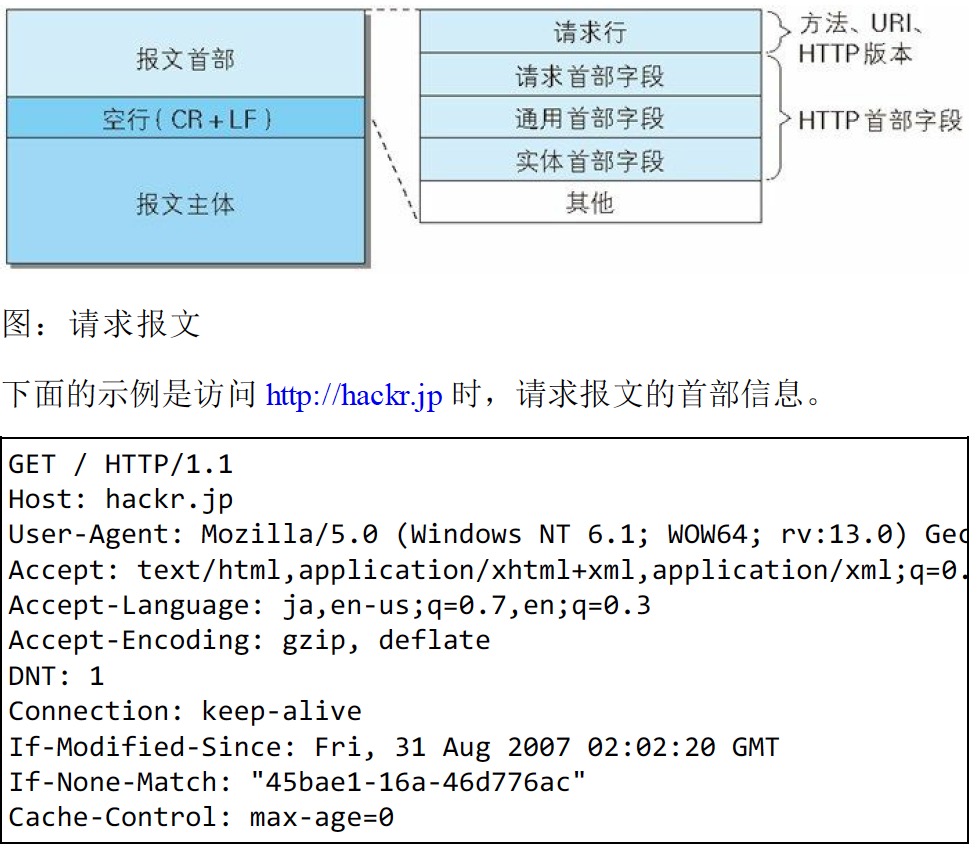 报文首部
空行(CR+LF)
报文主体
请求行
请求首部字段
通用首部字段
实体首部字段
其他
方法、URI、
HTTP版本
HTTP首部字段
图：请求报文
下面的示例是访问 http://hackr.jp 时，请求报文的首部信息。
GET / HTTP/1.1
Host: hackr.jp
User-Agent: Mozilla/5.0 (Windows NT 6.1; WOW64; rv:13.0) Gec
Accept: text/html,application/xhtml+xml,application/xml;q=0.
Accept-Language: ja,en-us;q=0.7,en;q=0.3
Accept-Encoding: gzip, deflate
DNT: 1
Connection: keep-alive
If-Modified-Since: Fri, 31 Aug 2007 02:02:20 GMT
If-None-Match: "45bae1-16a-46d776ac"
Cache-Control: max-age=0